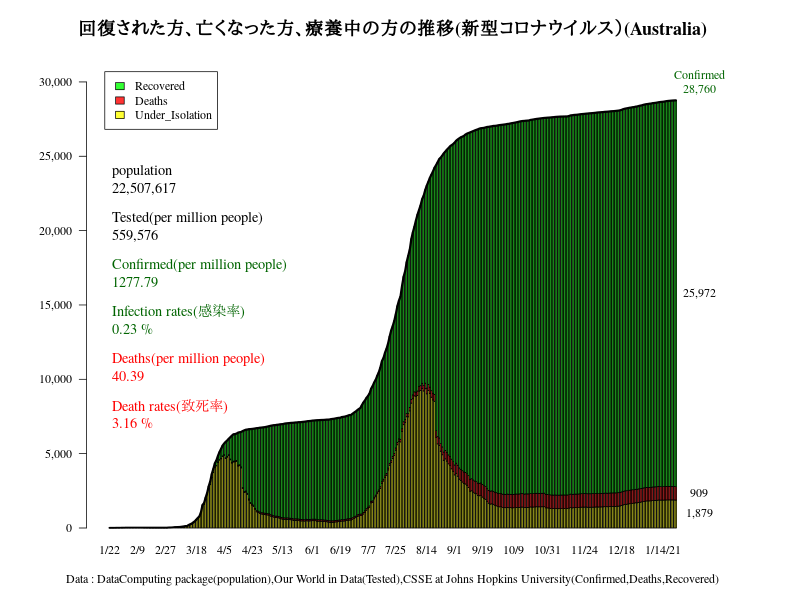 回復された方、亡くなった方、療養中の方の推移(新型コロナウイルス）(Australia)
Confirmed
28,760
30,000
25,000
20,000
15,000
10,000
5,000
0
Recovered
Deaths
Under_Isolation
population
22,507,617
Tested(per million people)
559,576
Confirmed(per million people)
1277.79
Infection rates(感染率)
0.23 %
Deaths(per million people)
40.39
Death rates(致死率)
3.16 %
25,972
909
1,879
1/22 2/9 2/27 3/18 4/5 4/23 5/13 6/1 6/19 7/7 7/25 8/14 9/1 9/19 10/9 10/31 11/24 12/18 1/14/21
Data : DataComputing package(population),Our World in Data(Tested),CSSE at Johns Hopkins University(Confirmed,Deaths,Recovered)